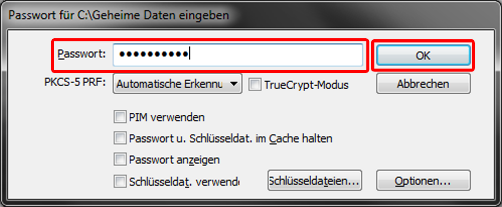 Passwort für C:\Geheime Daten eingeben
Passwort: ●●●●●●●●●● OK
PKCS-5 PRF: Automatische Erkennu TrueCrypt-Modus Abbrechen
PIM verwenden
Passwort u. Schlüsseldat. im Cache halten
Passwort anzeigen
Schlüsseldat. verwende Schlüsseldateien... Optionen...